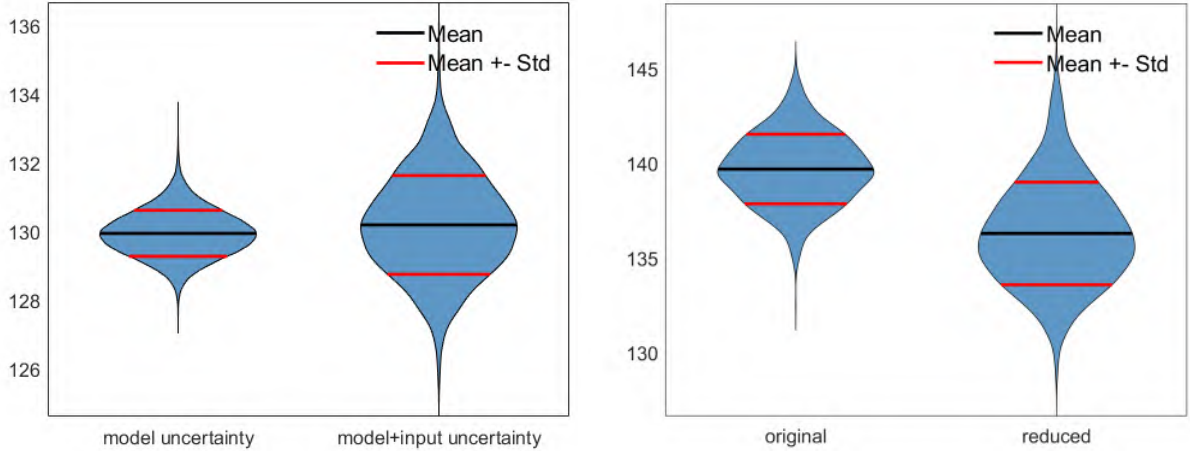 136
134
132
130
128
126
Mean
Mean +- Std
model uncertainty
model+input uncertainty
145
140
135
130
Mean
Mean +- Std
original
reduced